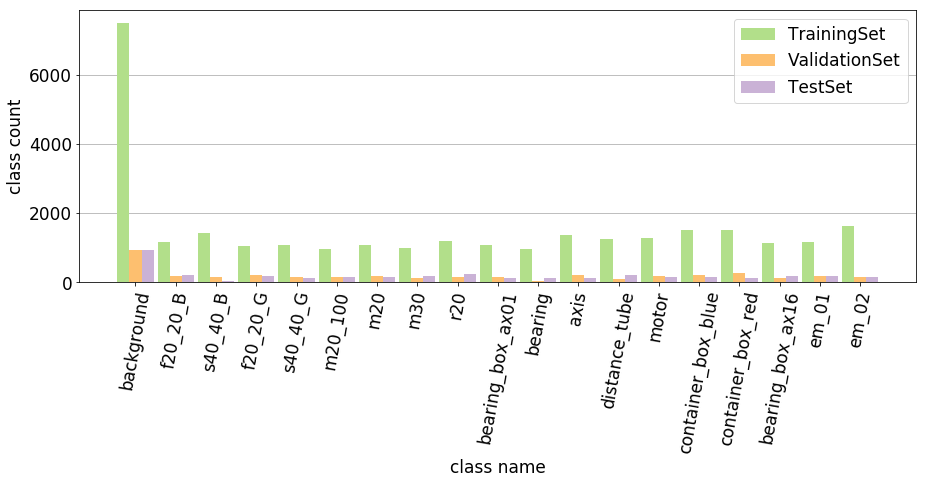 TrainingSet
ValidationSet
TestSet
class count
6000
4000
2000
0
background
f20_20_B
s40_40_B
f20_20_G
s40_40_G
m20_100
m20
m30
r20
bearing_box_ax01
bearing
axis
distance_tube
motor
container_box_blue
container_box_red
bearing_box_ax16
em_01
em_02
class name